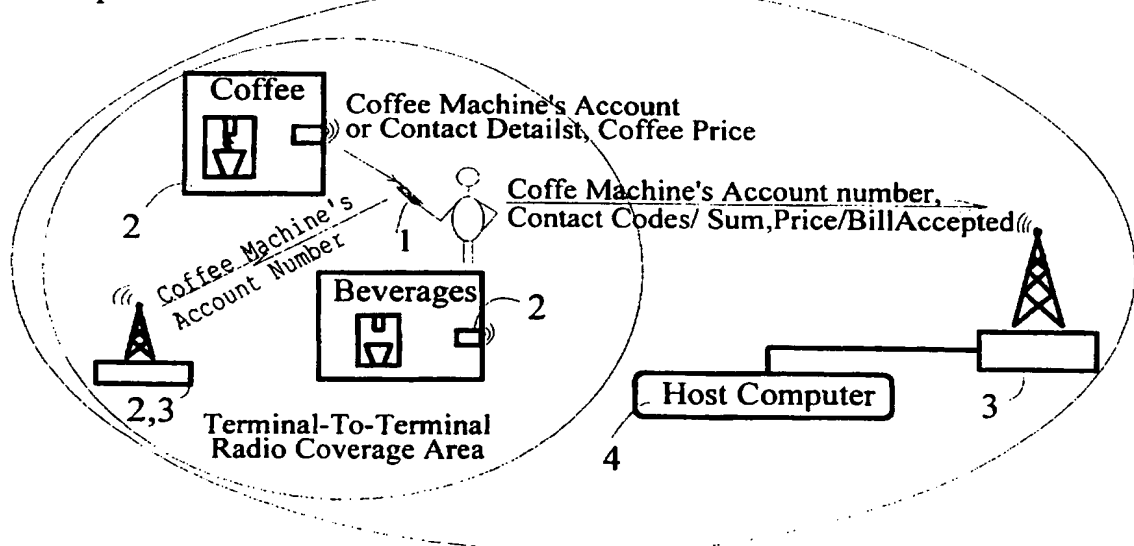 Coffee
Coffee Machine's Account
or Contact Detailst, Coffee Price
2
Coffe Machine's Account number,
Contact Codes/ Sum,Price/BillAccepted
1
Coffee Machine's
Account Number
Beverages
2
2,3
Terminal-To-Terminal
Radio Coverage Area
Host Computer
4
3